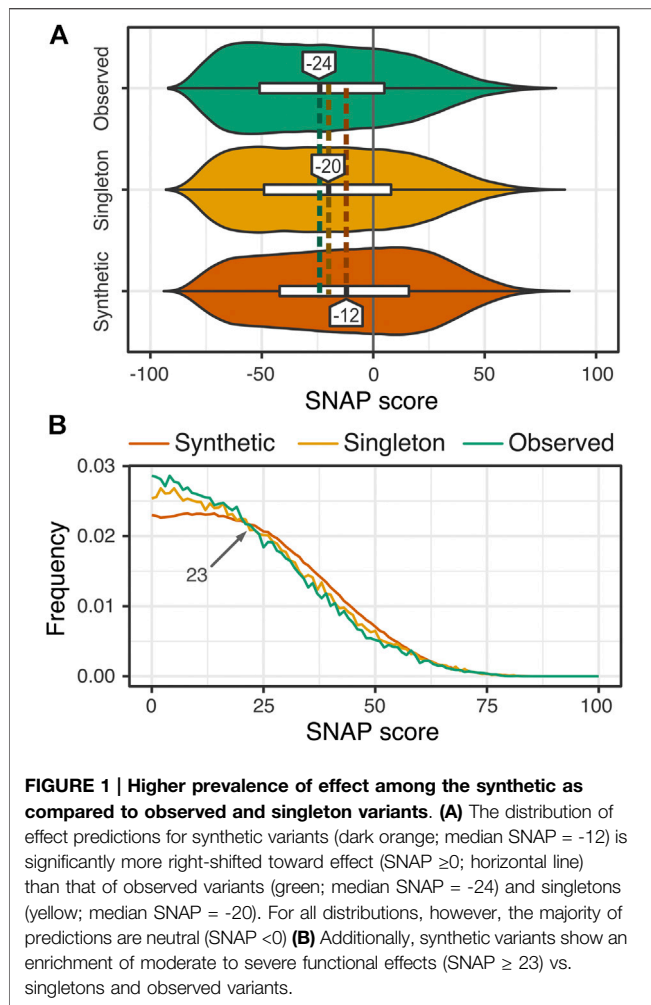 A
Observed
Singleton
Synthetic
-24
-20
-12
-100 -50 0 50 100
SNAP score
B
Synthetic Singleton Observed
Frequency
0.03
0.02
0.01
0.00
23
0 25 50 75 100
SNAP score
FIGURE 1 | Higher prevalence of effect among the synthetic as
compared to observed and singleton variants. (A) The distribution of
effect predictions for synthetic variants (dark orange; median SNAP = -12) is
significantly more right-shifted toward effect (SNAP ≥0; horizontal line)
than that of observed variants (green; median SNAP = -24) and singletons
(yellow; median SNAP = -20). For all distributions, however, the majority of
predictions are neutral (SNAP <0) (B) Additionally, synthetic variants show an
enrichment of moderate to severe functional effects (SNAP ≥ 23) vs.
singletons and observed variants.